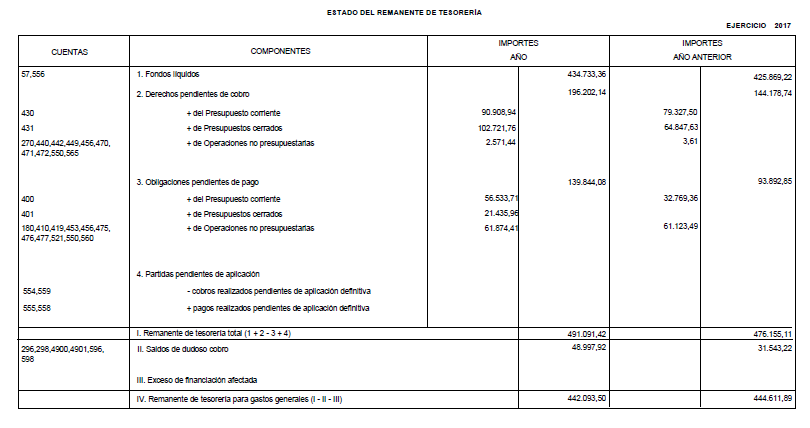 ESTADO DEL REMANENTE DE TESORERÍA
EJERCICIO 2017
CUENTAS COMPONENTES IMPORTES AÑO IMPORTES AÑO ANTERIOR
57,556 1. Fondos líquidos 434.733,36 425.869,22
2. Derechos pendientes de cobro 196.202,14 144.178,74
430 + del Presupuesto corriente 90.908,94 79.327,50
431 + de Presupuestos cerrados 102.721,76 64.847,63
270,440,442,449,456,470, + de Operaciones no presupuestarias 2.571,44 3,61
471,472,550,565
3. Obligaciones pendientes de pago 139.844,08 93.892,85
400 + del Presupuesto corriente 56.533,71 32.769,36
401 + de Presupuestos cerrados 21.435,96
180,410,419,453,456,475, + de Operaciones no presupuestarias 61.874,41 61.123,49
476,477,521,550,560
4. Partidas pendientes de aplicación
554,559 - cobros realizados pendientes de aplicación definitiva
555,558 + pagos realizados pendientes de aplicación definitiva
I. Remanente de tesorería total (1 + 2 - 3 + 4) 491.091,42 476.155,11
296,298,4900,4901,596, II. Saldos de dudoso cobro 48.997,92 31.543,22
598
III. Exceso de financiación afectada
IV. Remanente de tesorería para gastos generales (I - II - III) 442.093,50 444.611,89